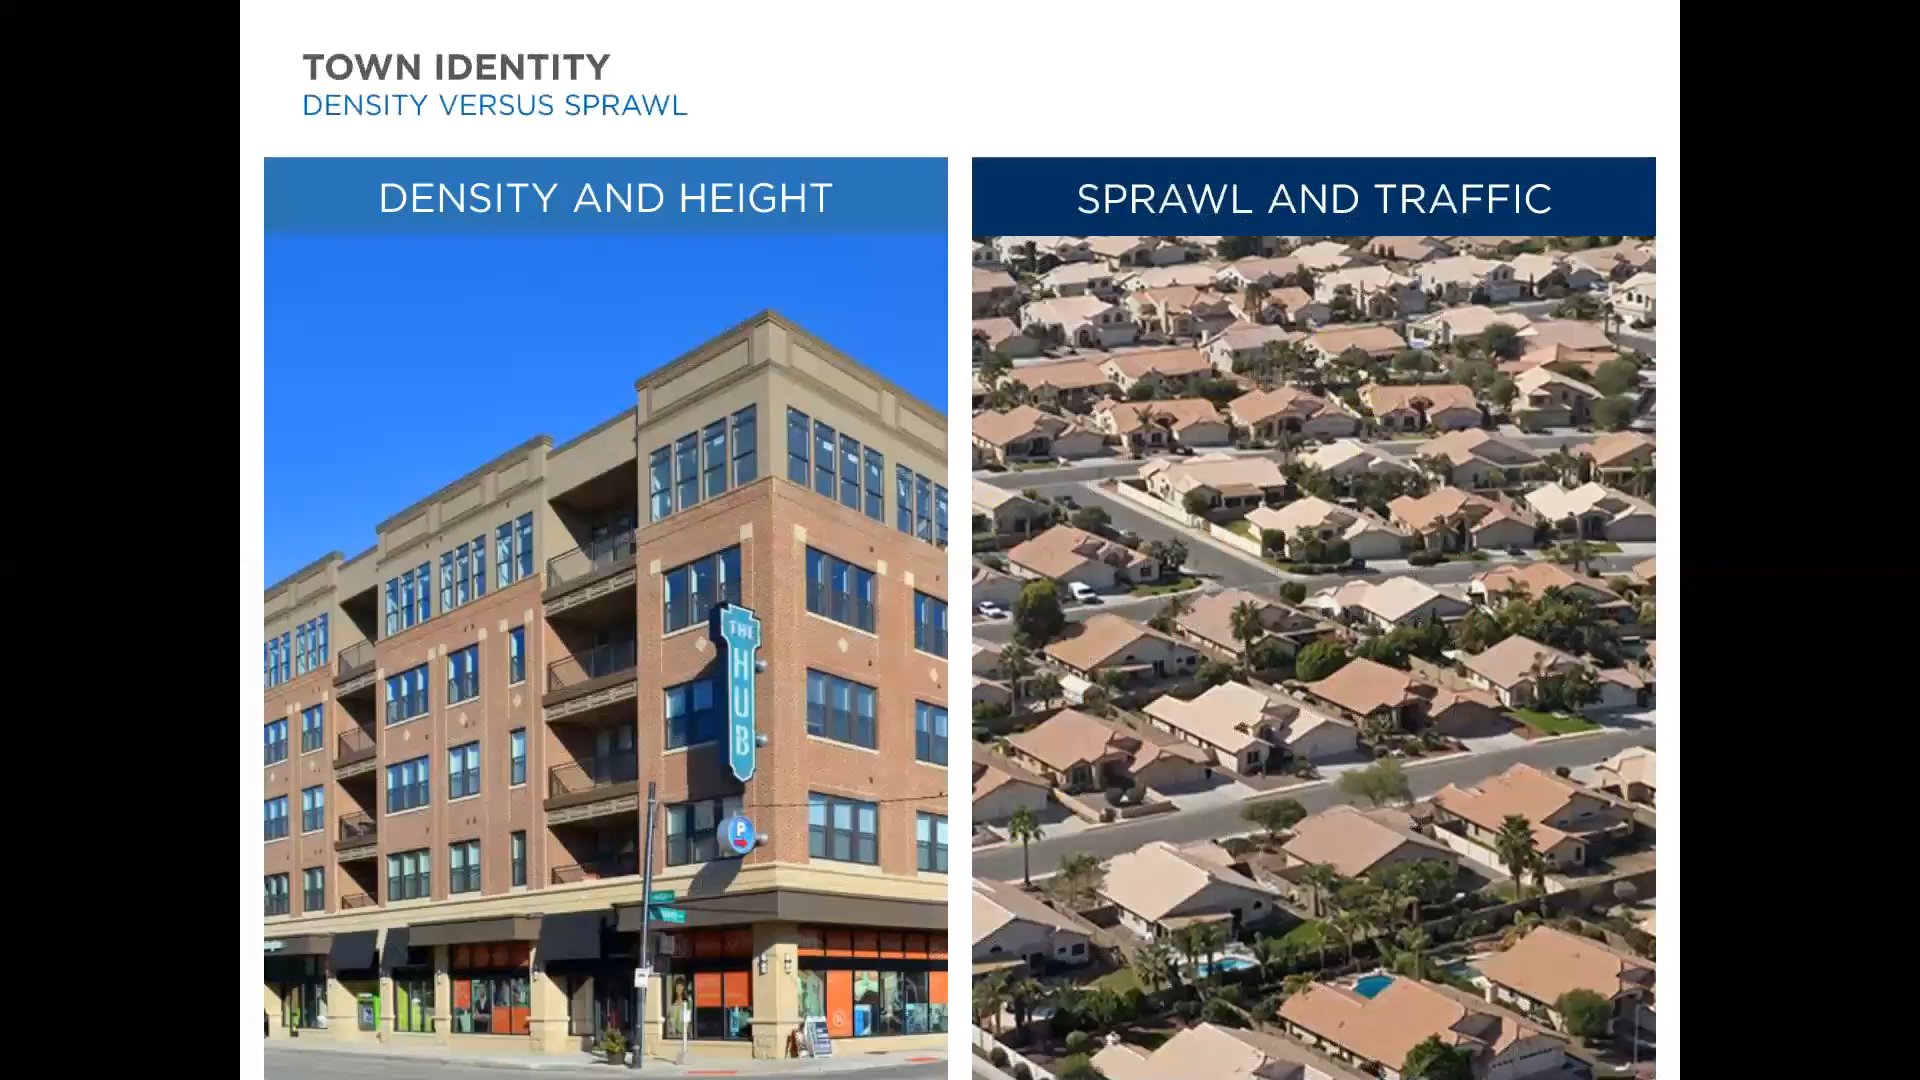 TOWN IDENTITY
DENSITY VERSUS SPRAWL
DENSITY AND HEIGHT
SPRAWL AND TRAFFIC
THE
HUB
P